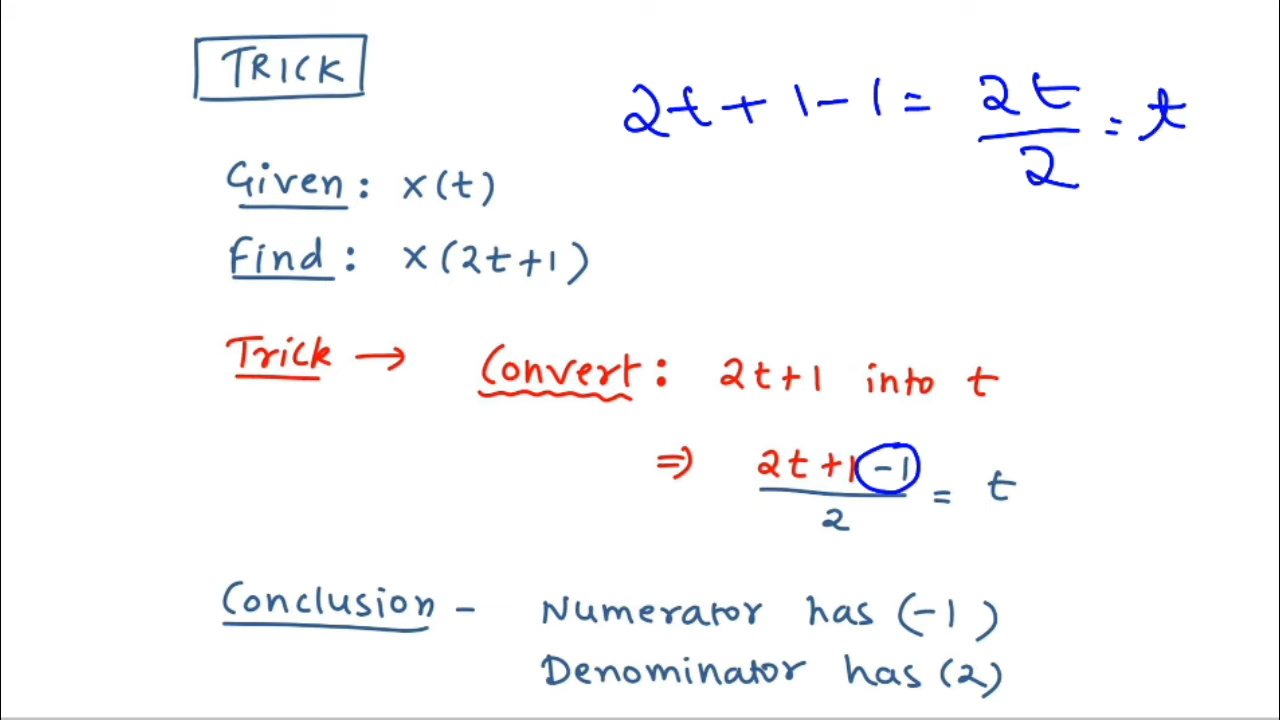 TRICK
2t + 1 - 1 = 2t/2 = t
Given : x(t)
Find : x(2t+1)
Trick → Convert : 2t+1 into t
⇒ 2t+1-1/2 = t
Conclusion - Numerator has (-1)
Denominator has (2)